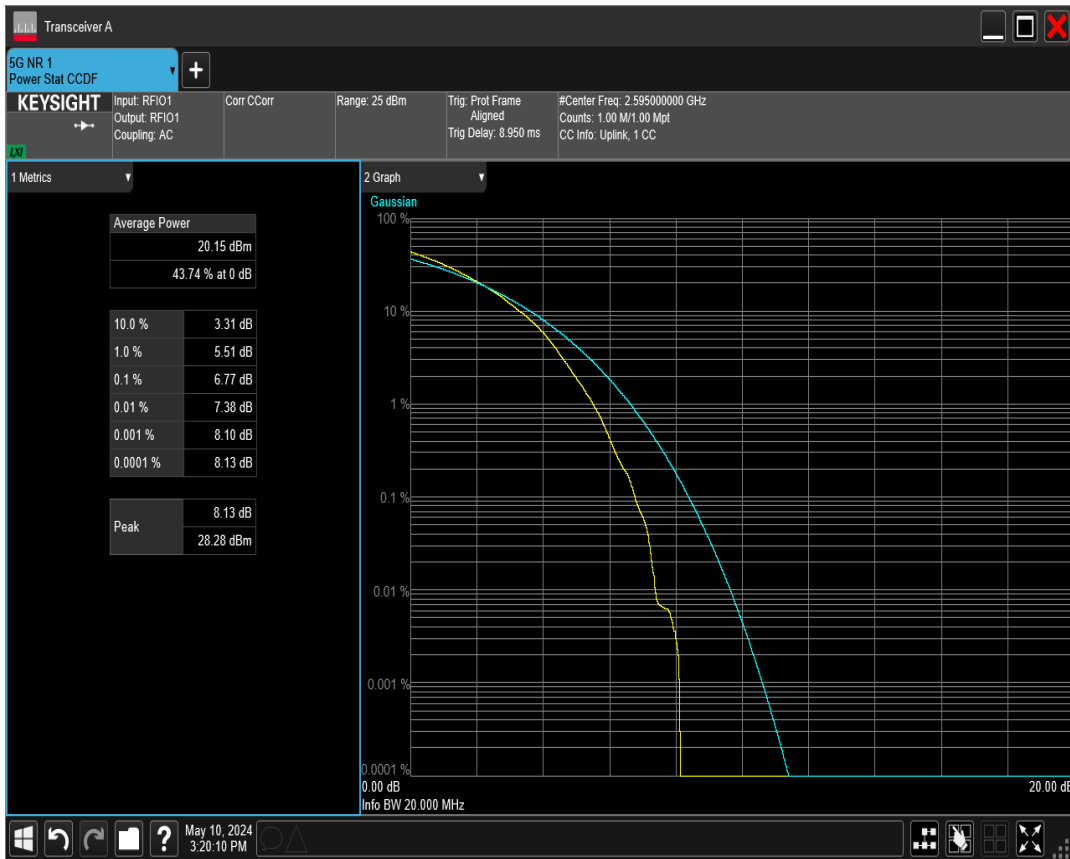 Transceiver A
5G NR 1
Power Stat CCDF
+
KEYSIGHT
LXI
Input: RFIO1
Output: RFIO1
Coupling: AC
Corr CCorr
Range: 25 dBm
Trig: Prot Frame
Aligned
Trig Delay: 8.950 ms
#Center Freq: 2.595000000 GHz
Counts: 1.00 M/1.00 Mpt
CC Info: Uplink, 1 CC
1 Metrics
Average Power
20.15 dBm
43.74 % at 0 dB
10.0 % 3.31 dB
1.0 % 5.51 dB
0.1 % 6.77 dB
0.01 % 7.38 dB
0.001 % 8.10 dB
0.0001 % 8.13 dB
Peak
8.13 dB
28.28 dBm
2 Graph
Gaussian
100 %
10 %
1 %
0.1 %
0.01 %
0.001 %
0.0001 %
0.00 dB 20.00 dB
Info BW 20.000 MHz
?
May 10, 2024
3:20:10 PM